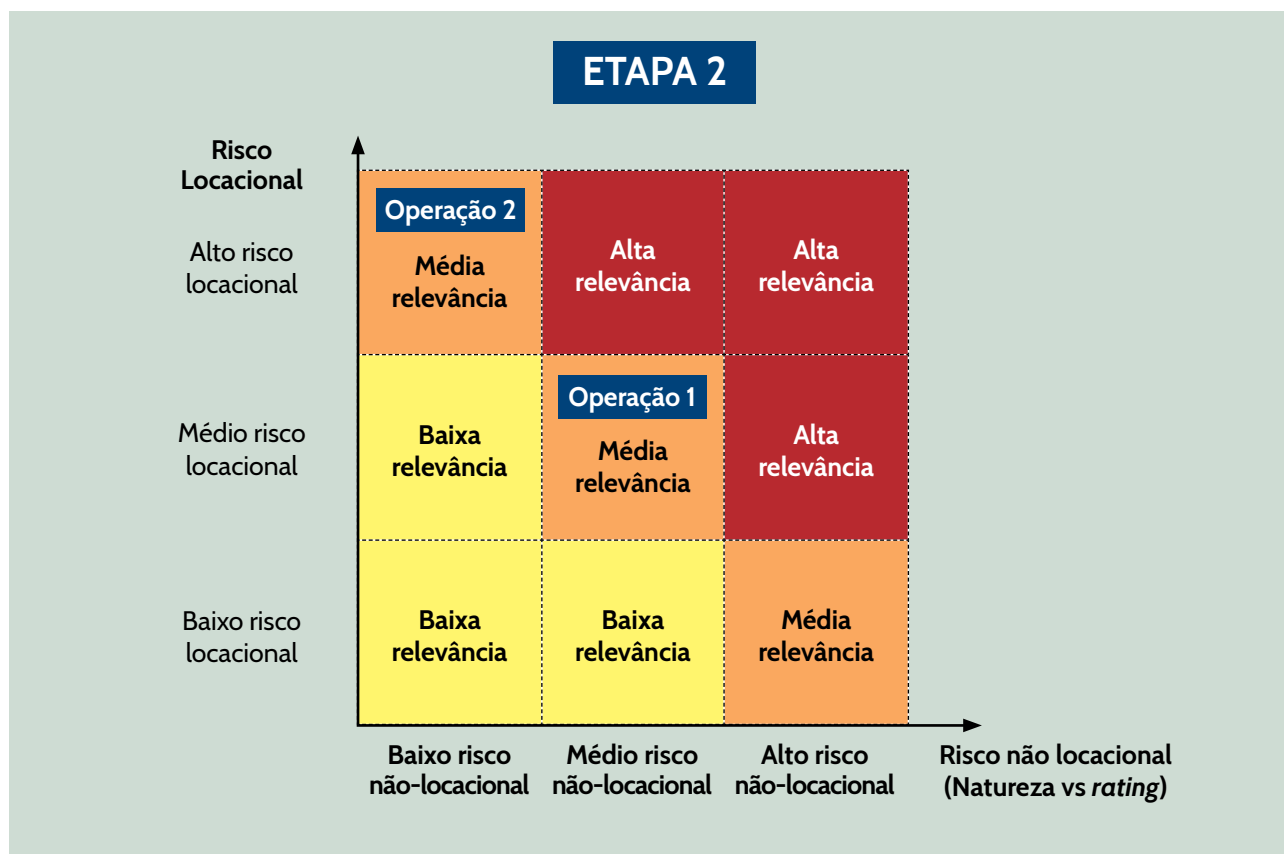 ETAPA 2
Risco
Locacional
Alto risco
locacional
Operação 2
Média
relevância
Alta
relevância
Alta
relevância
Médio risco
locacional
Baixa
relevância
Operação 1
Média
relevância
Alta
relevância
Baixo risco
locacional
Baixa
relevância
Baixa
relevância
Média
relevância
Baixo risco
não-locacional
Médio risco
não-locacional
Alto risco
não-locacional
Risco não locacional
(Natureza vs rating)